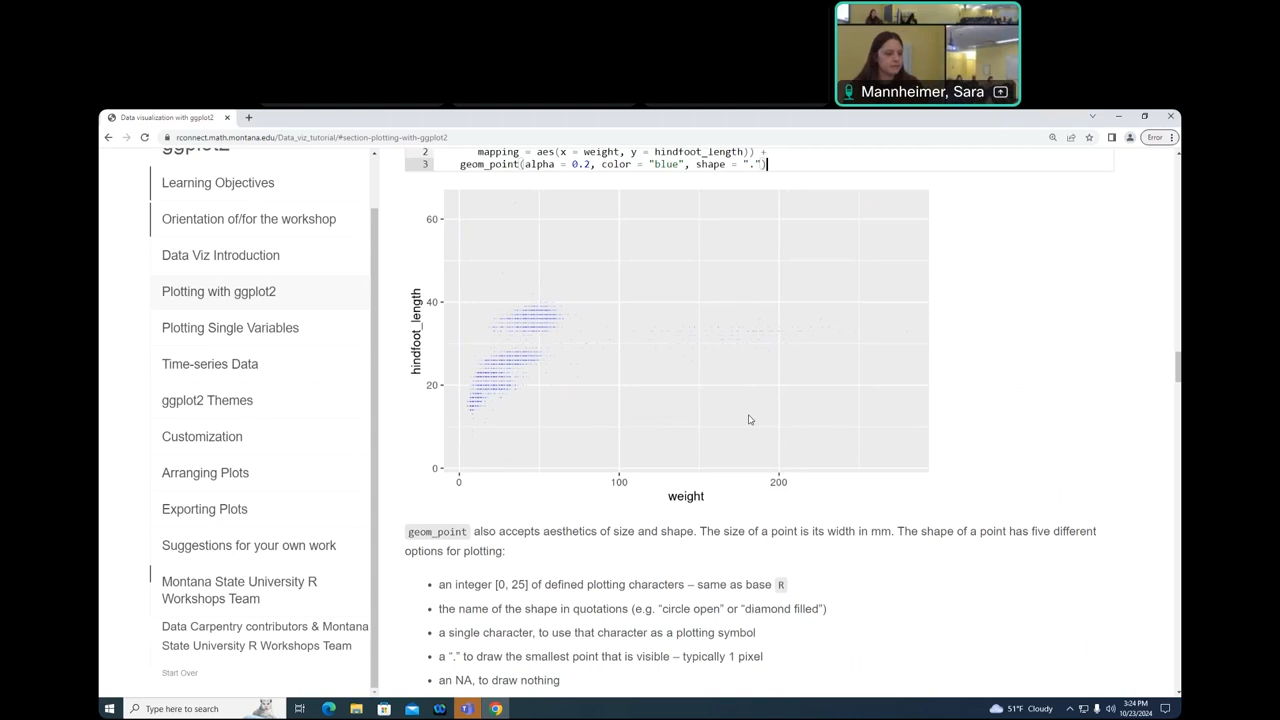 Mannheimer, Sara
Data visualization with ggplot2
rconnect.math.montana.edu/Data_viz_tutorial/#section-plotting-with-ggplot2
Error
ggplot2
Learning Objectives
Orientation of/for the workshop
Data Viz Introduction
Plotting with ggplot2
Plotting Single Variables
Time-series Data
ggplot2 Themes
Customization
Arranging Plots
Exporting Plots
Suggestions for your own work
Montana State University R
Workshops Team
Data Carpentry contributors & Montana
State University R Workshops Team
Start Over
2 mapping = aes(x = weight, y = hindfoot_length)) +
3 geom_point(alpha = 0.2, color = "blue", shape = ".")
60
40
20
0
hindfoot_length
0 100 200
weight
geom_point also accepts aesthetics of size and shape. The size of a point is its width in mm. The shape of a point has five different
options for plotting:
• an integer [0, 25] of defined plotting characters – same as base R
• the name of the shape in quotations (e.g. “circle open” or “diamond filled”)
• a single character, to use that character as a plotting symbol
• a “.” to draw the smallest point that is visible – typically 1 pixel
• an NA, to draw nothing
Type here to search
51°F Cloudy
3:24 PM
10/23/2024